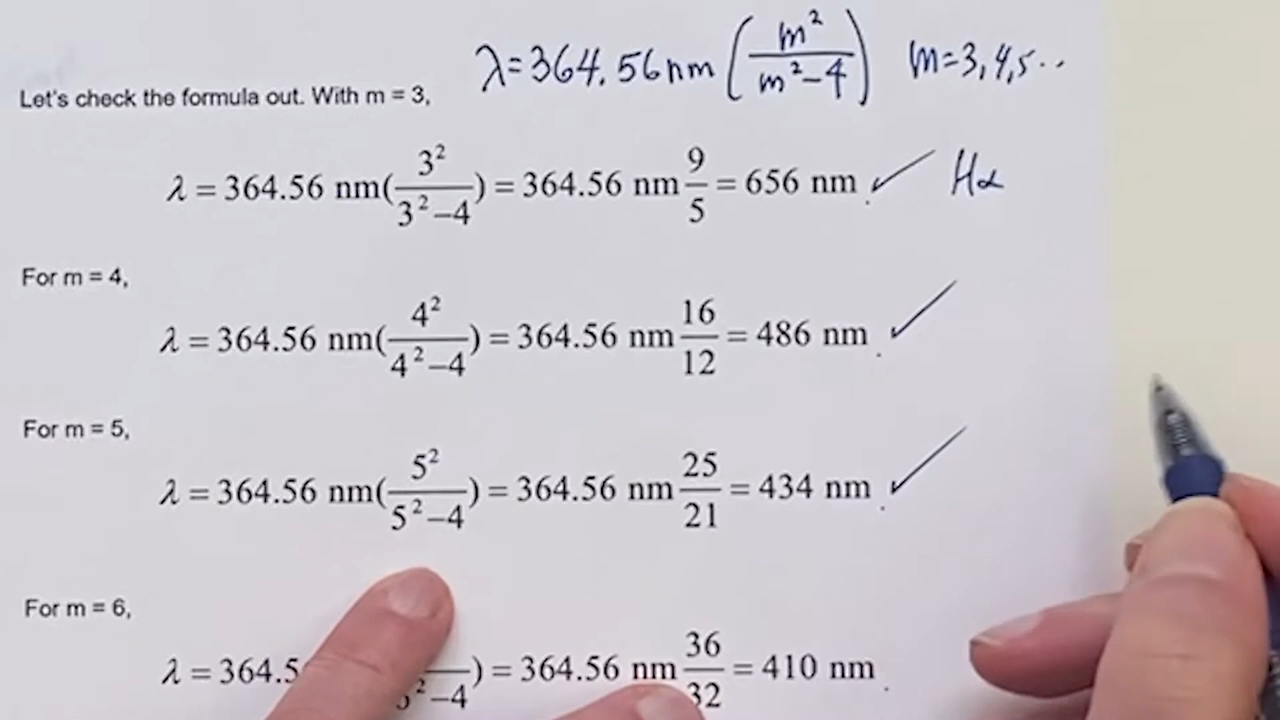 λ = 364.56 nm (m²/m²−4) m = 3, 4, 5 ··
Let's check the formula out. With m = 3,
λ = 364.56 nm(3²/3²−4) = 364.56 nm 9/5 = 656 nm ✓ Hα
For m = 4,
λ = 364.56 nm(4²/4²−4) = 364.56 nm 16/12 = 486 nm ✓
For m = 5,
λ = 364.56 nm(5²/5²−4) = 364.56 nm 25/21 = 434 nm. ✓
For m = 6,
λ = 364.5 ²−4) = 364.56 nm 36/32 = 410 nm.